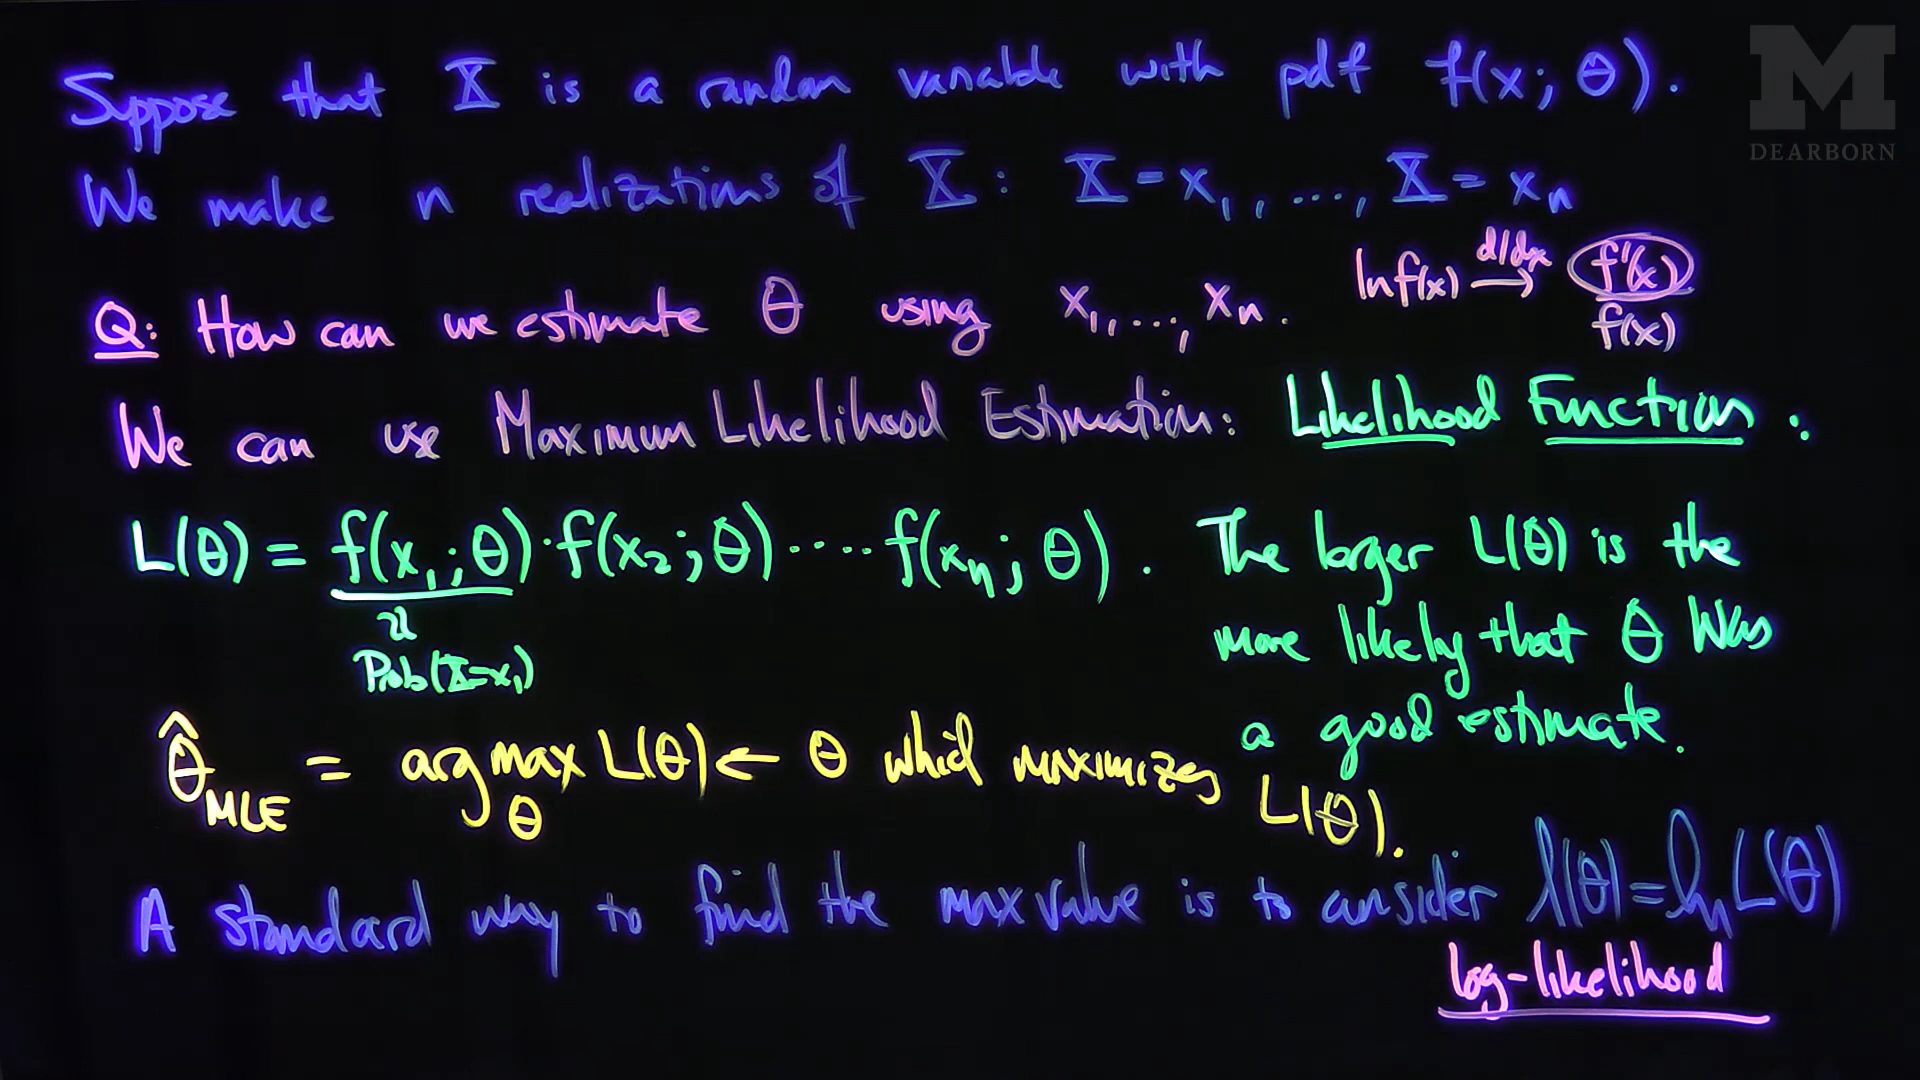 Suppose that X is a random variable with pdf f(x; θ).
M
DEARBORN
We make n realizations of X: X = x₁, ..., X = xₙ
ln f(x) d/dx → f'(x)/f(x)
Q: How can we estimate θ using x₁, ..., xₙ.
We can use Maximum Likelihood Estimation: Likelihood Function:
L(θ) = f(x₁; θ) · f(x₂; θ) ····· f(xₙ; θ). The larger L(θ) is the
≈
more likely that θ was
Prob(X=x₁)
a good estimate.
θ̂ MLE = arg max θ L(θ) ← θ which maximizes
L(θ).
A standard way to find the max value is to consider l(θ) = ln L(θ)
log-likelihood